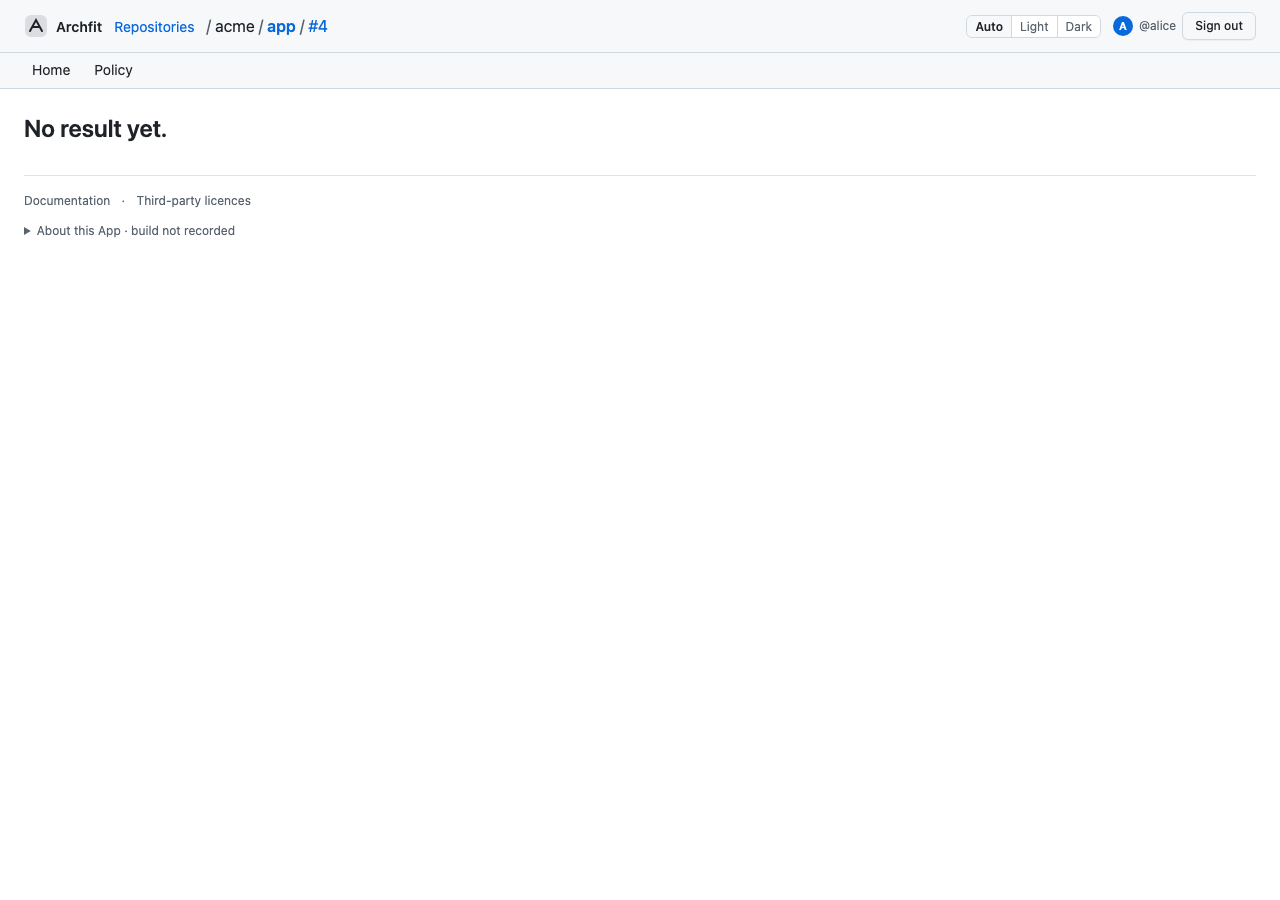 Archfit Repositories / acme / app / #4 Auto Light Dark A @alice Sign out
Home Policy
No result yet.
Documentation · Third-party licences
About this App · build not recorded